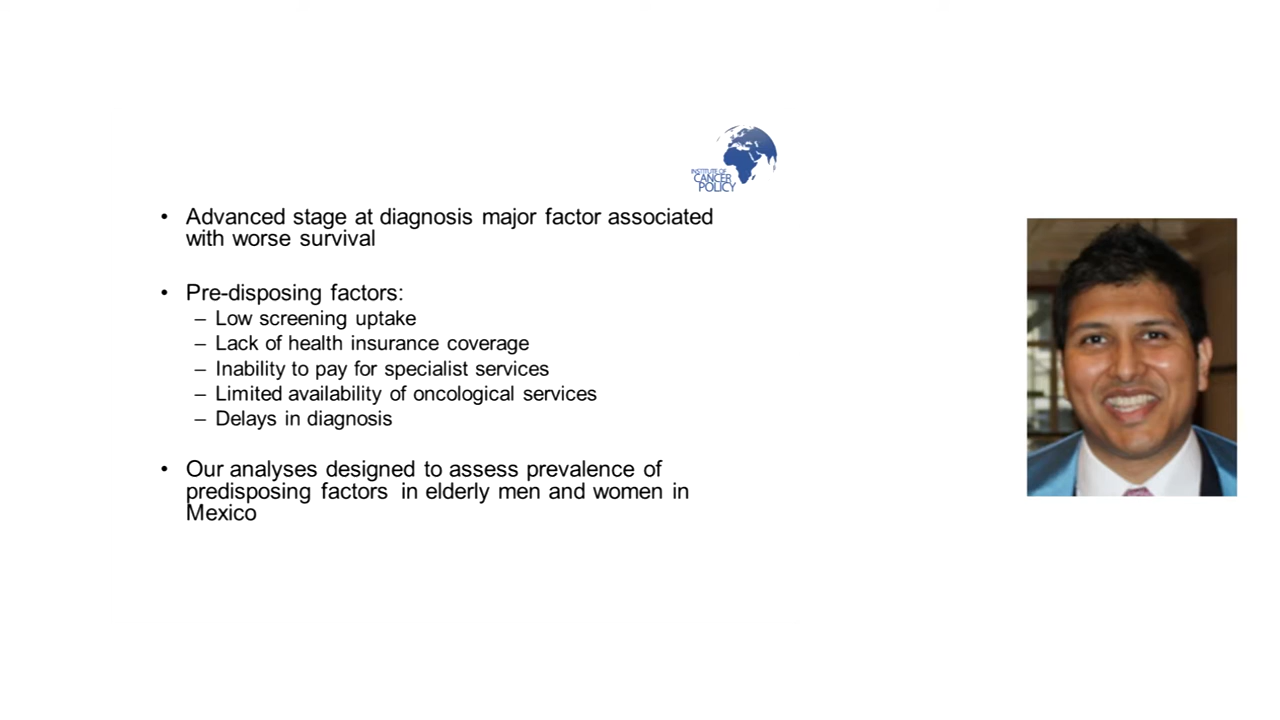 INSTITUTE OF
CANCER
POLICY
• Advanced stage at diagnosis major factor associated
with worse survival
• Pre-disposing factors:
– Low screening uptake
– Lack of health insurance coverage
– Inability to pay for specialist services
– Limited availability of oncological services
– Delays in diagnosis
• Our analyses designed to assess prevalence of
predisposing factors in elderly men and women in
Mexico